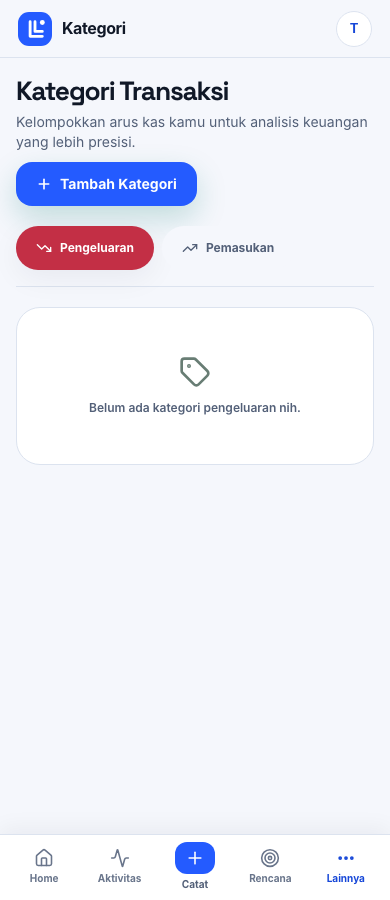 Kategori
T
Kategori Transaksi
Kelompokkan arus kas kamu untuk analisis keuangan
yang lebih presisi.
Tambah Kategori
Pengeluaran
Pemasukan
Belum ada kategori pengeluaran nih.
Home
Aktivitas
Catat
Rencana
Lainnya